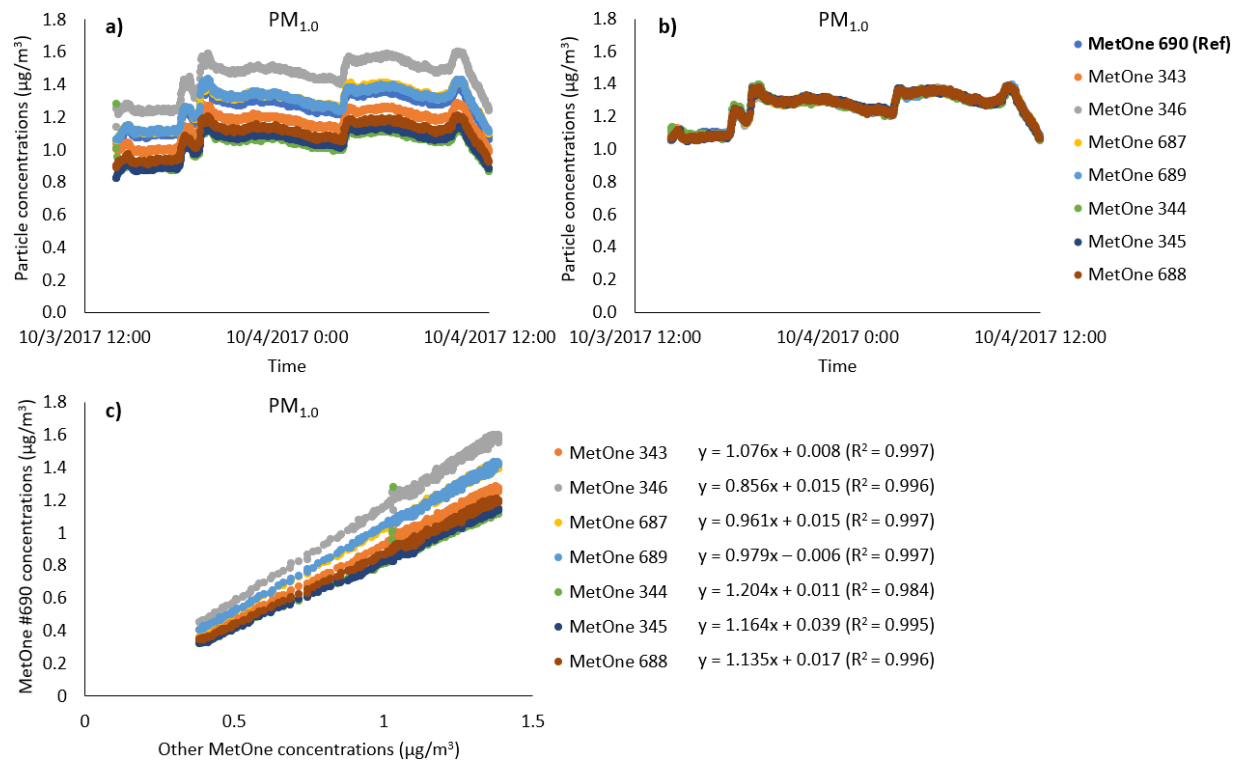 a)
PM1.0
Particle concentrations (µg/m³)
1.8
1.6
1.4
1.2
1.0
0.8
0.6
0.4
0.2
0.0
10/3/2017 12:00
10/4/2017 0:00
10/4/2017 12:00
Time
b)
PM1.0
Particle concentrations (µg/m³)
1.8
1.6
1.4
1.2
1.0
0.8
0.6
0.4
0.2
0.0
10/3/2017 12:00
10/4/2017 0:00
10/4/2017 12:00
Time
MetOne 690 (Ref)
MetOne 343
MetOne 346
MetOne 687
MetOne 689
MetOne 344
MetOne 345
MetOne 688
c)
PM1.0
MetOne #690 concentrations (µg/m³)
1.8
1.6
1.4
1.2
1
0.8
0.6
0.4
0.2
0
0
0.5
1
1.5
Other MetOne concentrations (µg/m³)
MetOne 343 y = 1.076x + 0.008 (R² = 0.997)
MetOne 346 y = 0.856x + 0.015 (R² = 0.996)
MetOne 687 y = 0.961x + 0.015 (R² = 0.997)
MetOne 689 y = 0.979x – 0.006 (R² = 0.997)
MetOne 344 y = 1.204x + 0.011 (R² = 0.984)
MetOne 345 y = 1.164x + 0.039 (R² = 0.995)
MetOne 688 y = 1.135x + 0.017 (R² = 0.996)